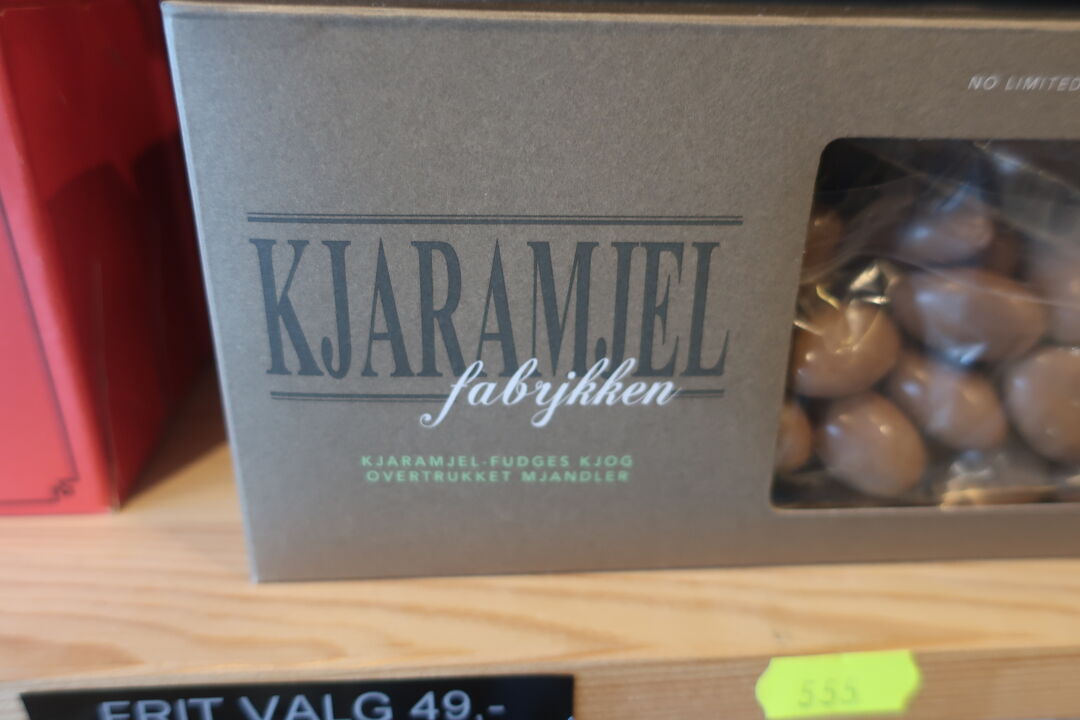 NO LIMITED
KJARAMJEL
fabrjkken
KJARAMJEL-FUDGES KJOG
OVERTRUKKET MJANDLER
FRIT VALG 49,-
555